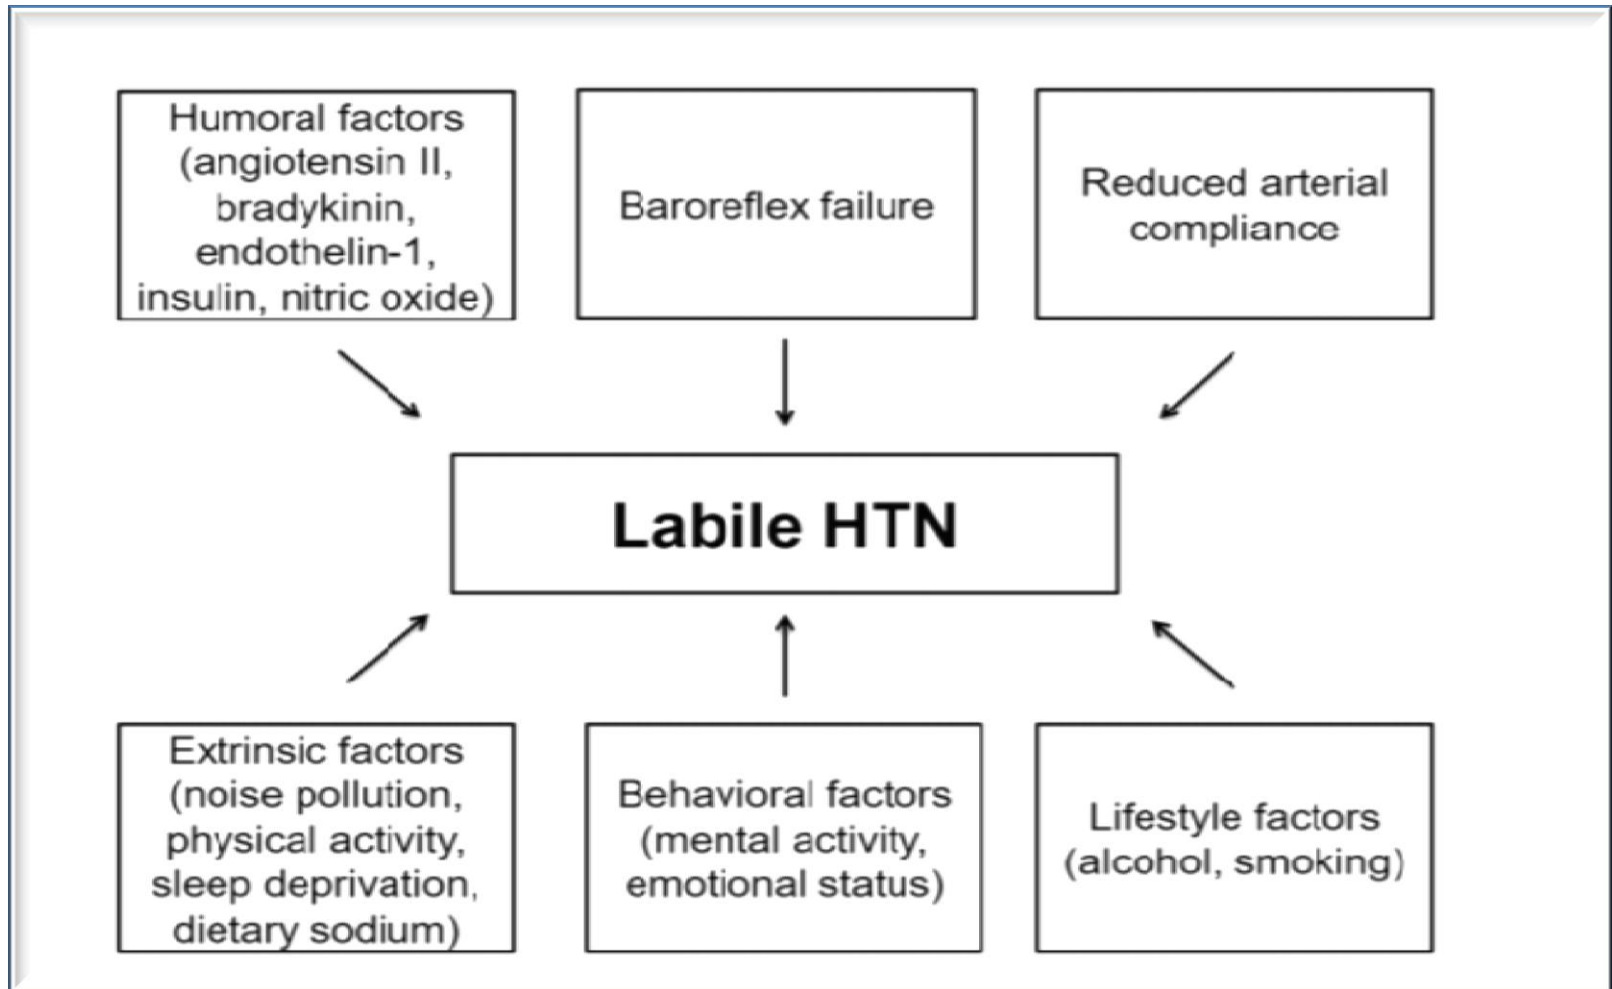 Humoral factors
(angiotensin II,
bradykinin,
endothelin-1,
insulin, nitric oxide)
Baroreflex failure
Reduced arterial
compliance
Labile HTN
Extrinsic factors
(noise pollution,
physical activity,
sleep deprivation,
dietary sodium)
Behavioral factors
(mental activity,
emotional status)
Lifestyle factors
(alcohol, smoking)